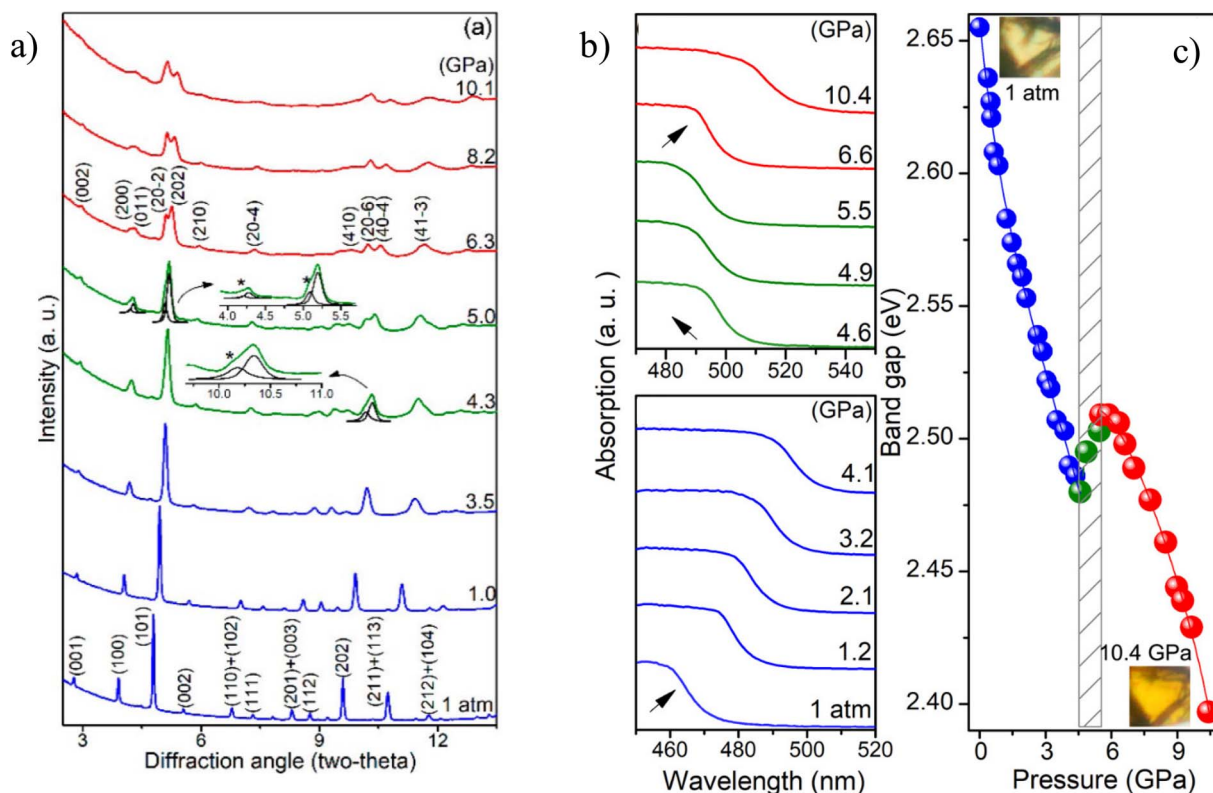 a)
(a)
(GPa)
10.1
8.2
(002)
(200)
(011)
(20-2)
(202)
(210)
(20-4)
(410)
(20-6)
(40-4)
(41-3)
6.3
*
*
4.0 4.5 5.0 5.5
5.0
*
10.0 10.5 11.0
4.3
3.5
1.0
(001)
(100)
(101)
(002)
(110)+(102)
(111)
(201)+(003)
(112)
(202)
(211)+(113)
(212)+(104)
1 atm
3 6 9 12
Diffraction angle (two-theta)
Intensity (a. u.)
b)
(GPa)
10.4
6.6
5.5
4.9
4.6
480 500 520 540
(GPa)
4.1
3.2
2.1
1.2
1 atm
460 480 500 520
Wavelength (nm)
Absorption (a. u.)
c)
2.65
2.60
2.55
2.50
2.45
2.40
Band gap (eV)
1 atm
10.4 GPa
0 3 6 9
Pressure (GPa)